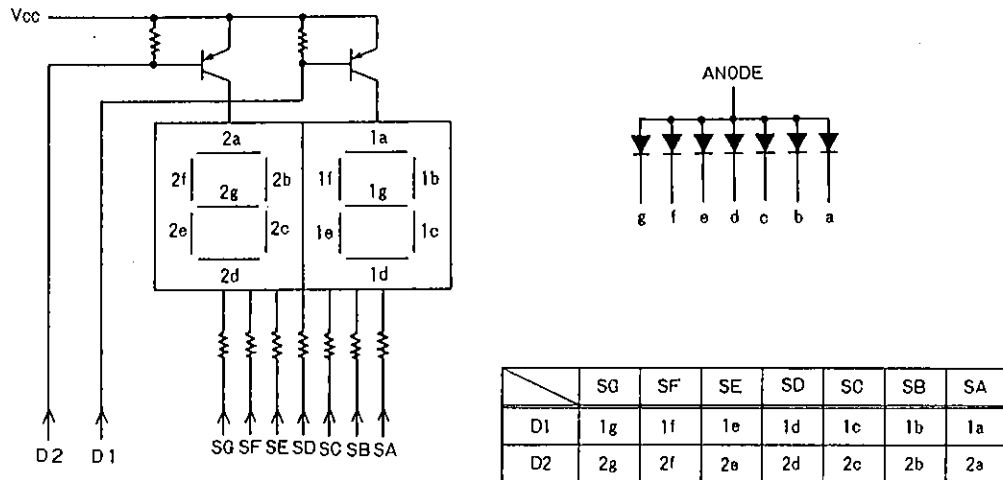 Vcc
ANODE
2a 1a
2f 2b 1f 1b
2g 1g
2e 2c 1e 1c
2d 1d
g f e d c b a
D2 D1 SG SF SE SD SC SB SA
SG SF SE SD SC SB SA
D1 1g 1f 1e 1d 1c 1b 1a
D2 2g 2f 2e 2d 2c 2b 2a